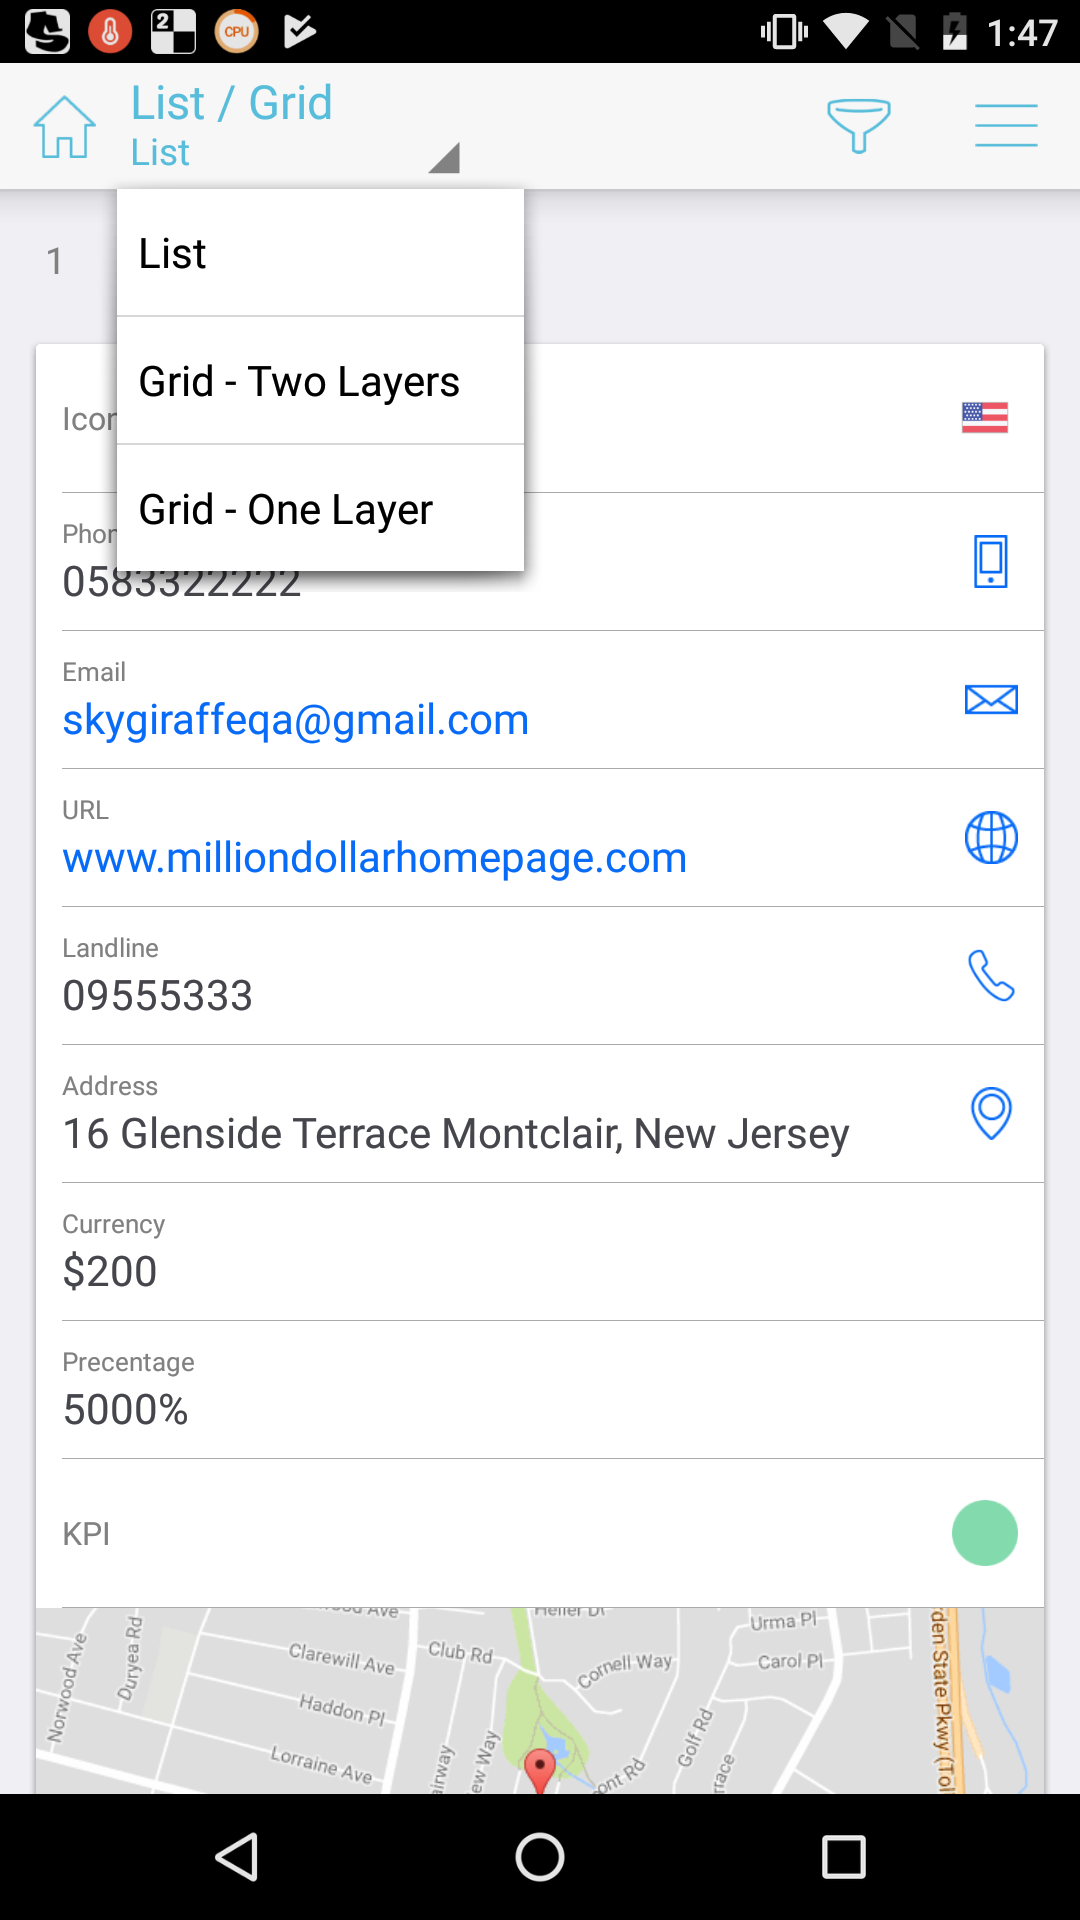 2
CPU
1:47
List / Grid
List
1
List
Grid - Two Layers
Grid - One Layer
Icon
Phon
0583322222
Email
skygiraffeqa@gmail.com
URL
www.milliondollarhomepage.com
Landline
09555333
Address
16 Glenside Terrace Montclair, New Jersey
Currency
$200
Precentage
5000%
KPI
Norwood Ave
Duryea Rd
Clarewill Ave
Haddon Pl
Lorraine Ave
Club Rd
Cornell Way
Urma Pl
Carol Pl
Golf Rd
den State Pkwy (Tol